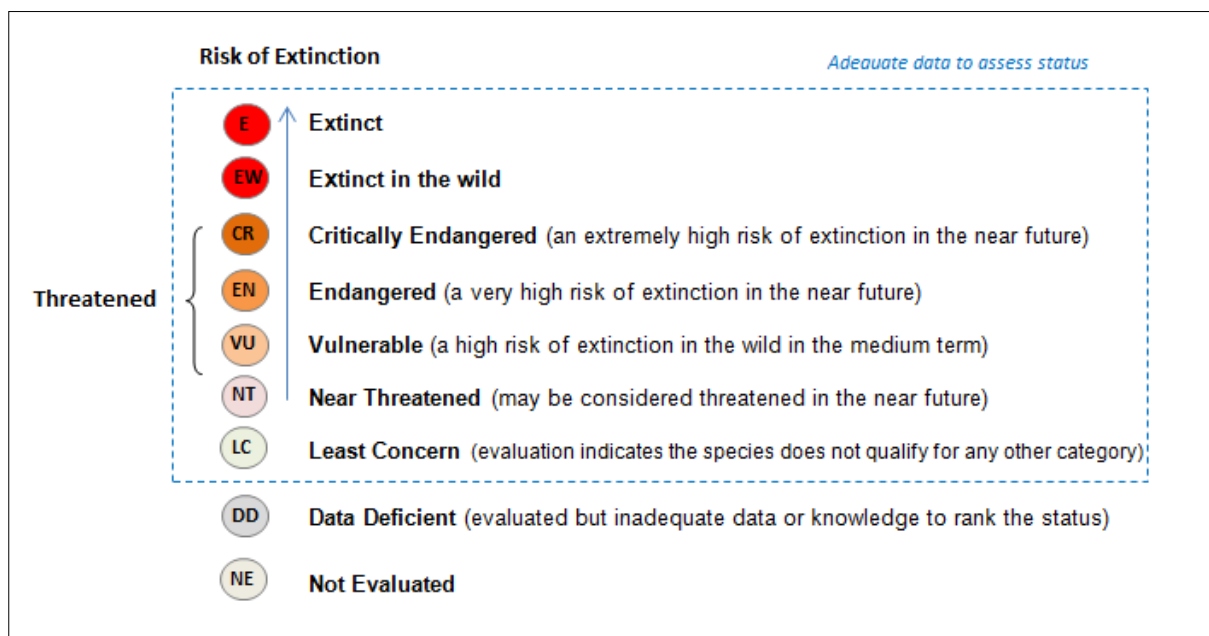 Risk of Extinction
Adequate data to assess status
E Extinct
EW Extinct in the wild
CR Critically Endangered (an extremely high risk of extinction in the near future)
Threatened
EN Endangered (a very high risk of extinction in the near future)
VU Vulnerable (a high risk of extinction in the wild in the medium term)
NT Near Threatened (may be considered threatened in the near future)
LC Least Concern (evaluation indicates the species does not qualify for any other category)
DD Data Deficient (evaluated but inadequate data or knowledge to rank the status)
NE Not Evaluated